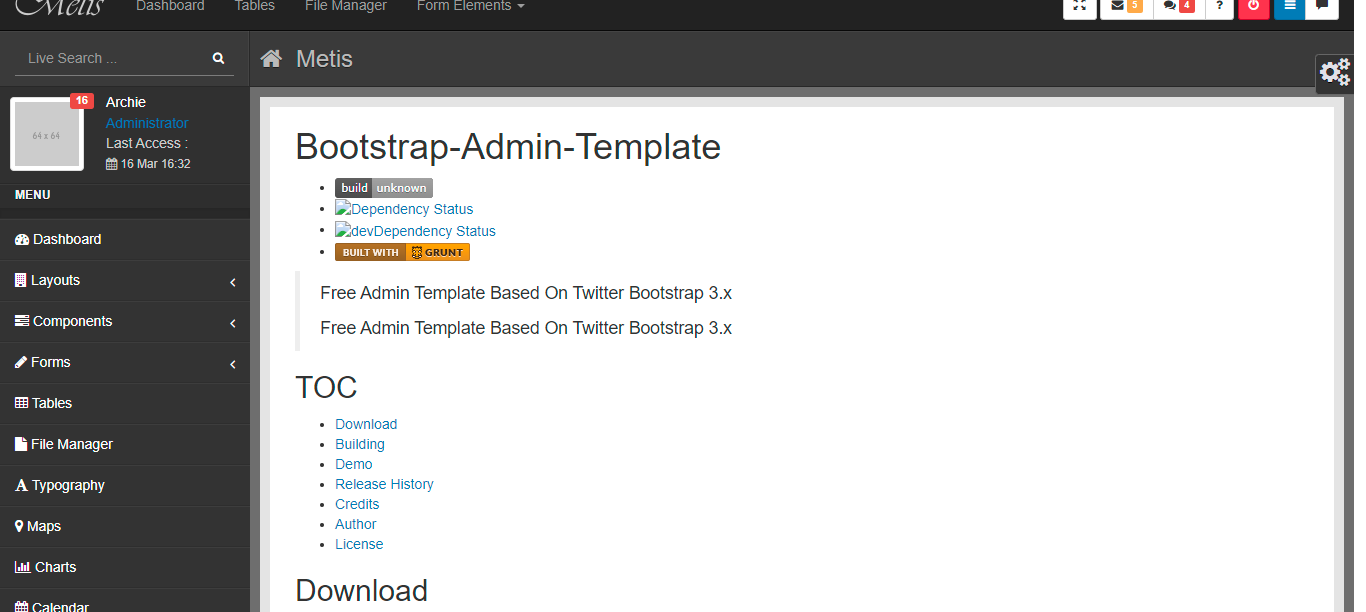 Metis
Dashboard
Tables
File Manager
Form Elements
5
4
?
Live Search ...
Metis
16
64 x 64
Archie
Administrator
Last Access :
16 Mar 16:32
MENU
Dashboard
Layouts
Components
Forms
Tables
File Manager
Typography
Maps
Charts
Calendar
Bootstrap-Admin-Template
build unknown
Dependency Status
devDependency Status
BUILT WITH GRUNT
Free Admin Template Based On Twitter Bootstrap 3.x
Free Admin Template Based On Twitter Bootstrap 3.x
TOC
Download
Building
Demo
Release History
Credits
Author
License
Download